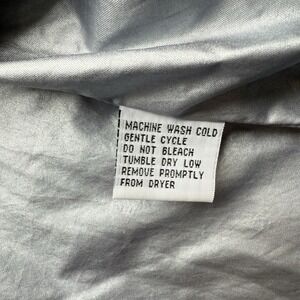 MACHINE WASH COLD
GENTLE CYCLE
DO NOT BLEACH
TUMBLE DRY LOW
REMOVE PROMPTLY
FROM DRYER